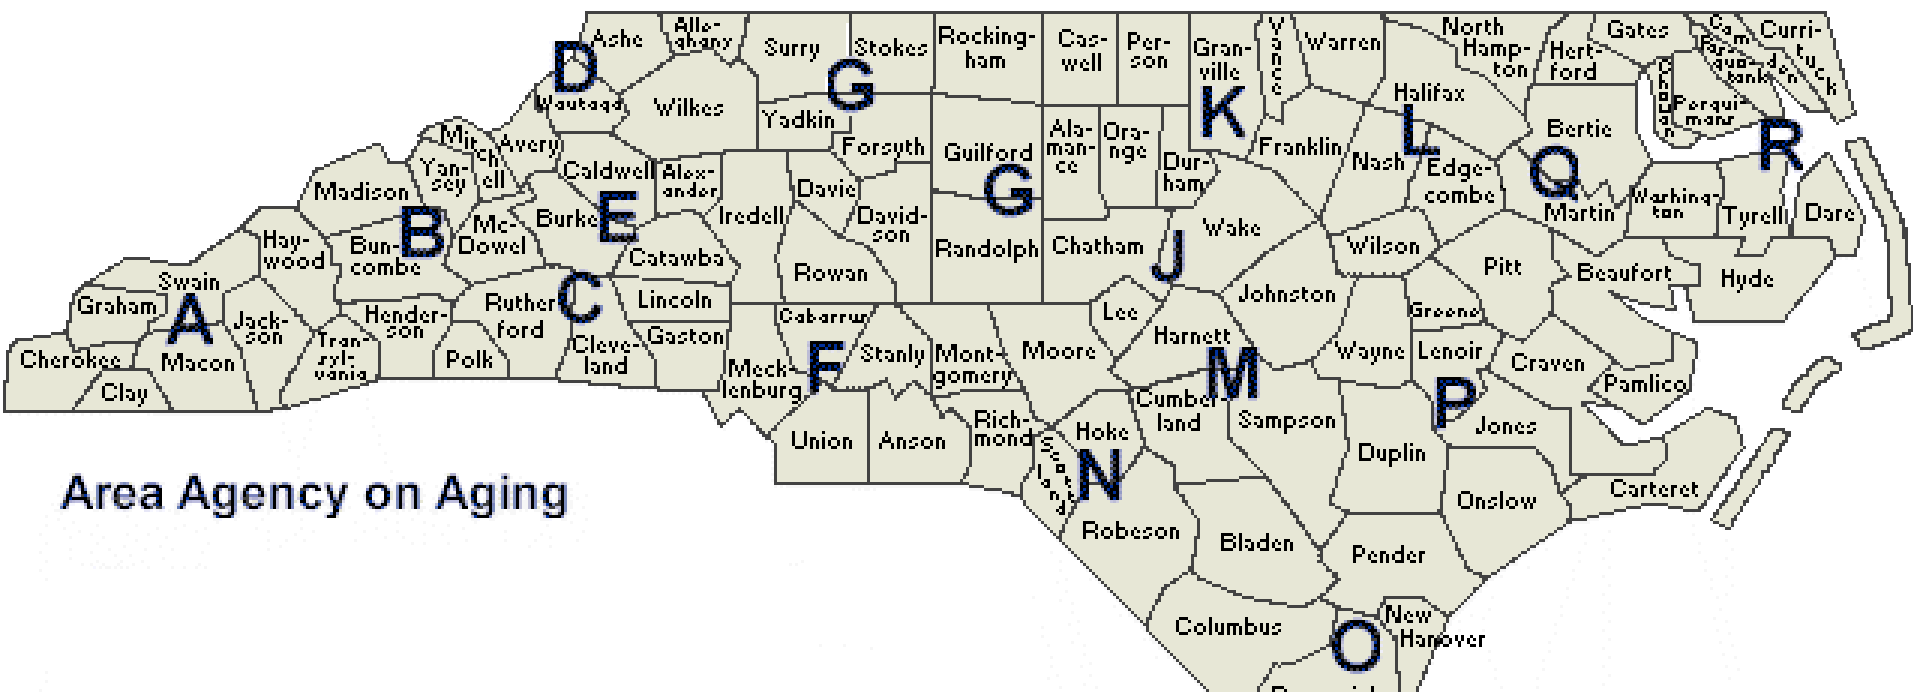 Ashe
Alle-
ghany
Surry
Stokes
Rocking-
ham
Cas-
well
Per-
son
Gran-
ville
Vance
Warren
North
Hamp-
ton
Hert-
ford
Gates
Curri-
tuck
D
G
K
L
Watauga
Wilkes
Yadkin
Forsyth
Guilford
G
Ala-
man-
ce
Ora-
nge
Dur-
ham
Franklin
Nash
Halifax
Edge-
combe
Bertie
Q
Perqui-
mans
R
Mit
chell
Avery
Caldwell
Alex-
ander
Iredell
Davie
David-
son
Madison
Yan-
sey
B
Mc-
Dowel
Burke
E
Catawba
Rowan
Randolph
Chatham
J
Wake
Wilson
Martin
Washing-
ton
Tyrell
Dare
Hay-
wood
Bun-
combe
Swain
Graham
A
Jack-
son
Hender-
son
Ruther
ford
C
Lincoln
Gaston
Cabarrus
Stanly
Mont-
gomery
Moore
Lee
Harnett
Johnston
Greene
Pitt
Beaufort
Hyde
Cherokee
Macon
Clay
Tran-
syl-
vania
Polk
Cleve-
land
Meck
lenburg
F
Wayne
Lenoir
Craven
Pamlico
M
P
Union
Anson
Rich-
mond
Scotland
Hoke
N
Cumber-
land
Sampson
Duplin
Jones
Onslow
Carteret
Area Agency on Aging
Robeson
Bladen
Pender
Columbus
O
New
Hanover